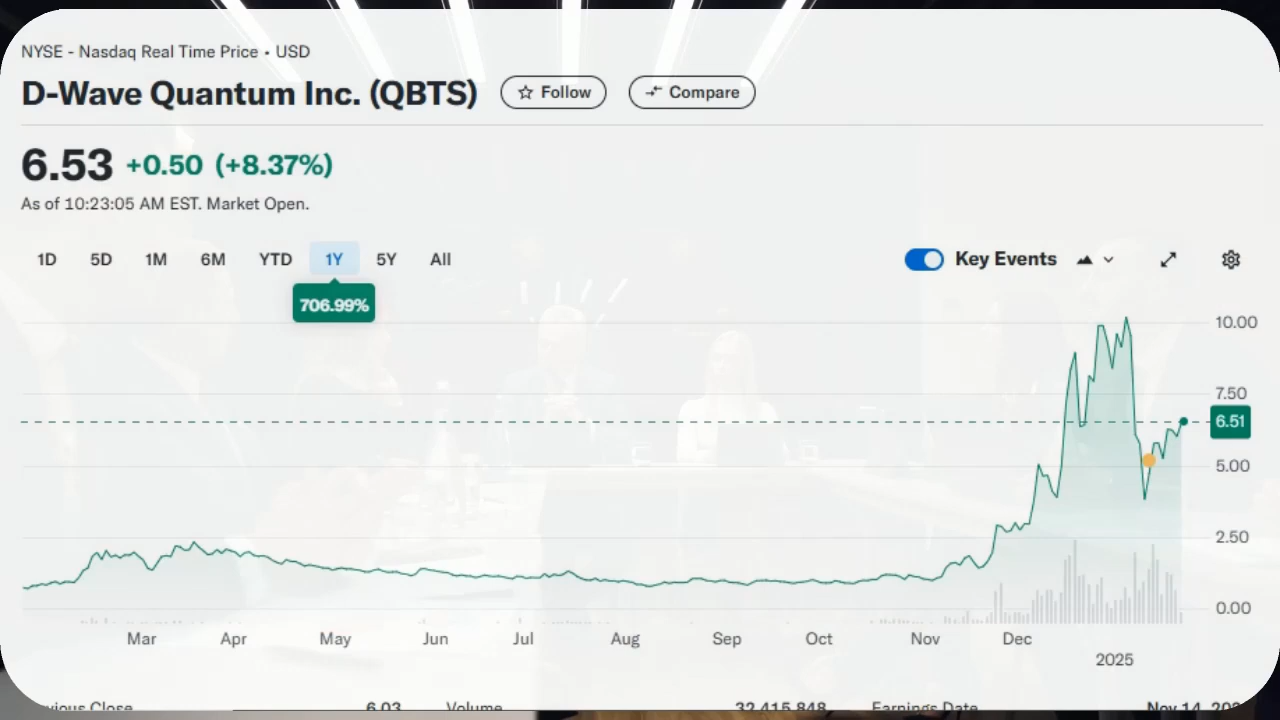 NYSE - Nasdaq Real Time Price • USD
D-Wave Quantum Inc. (QBTS) Follow Compare
6.53 +0.50 (+8.37%)
As of 10:23:05 AM EST. Market Open.
1D 5D 1M 6M YTD 1Y 5Y All Key Events
706.99%
10.00
7.50
6.51
5.00
2.50
0.00
Mar Apr May Jun Jul Aug Sep Oct Nov Dec
2025
Close 6.03 Volume 32,415,848 Earnings Date Nov 14,